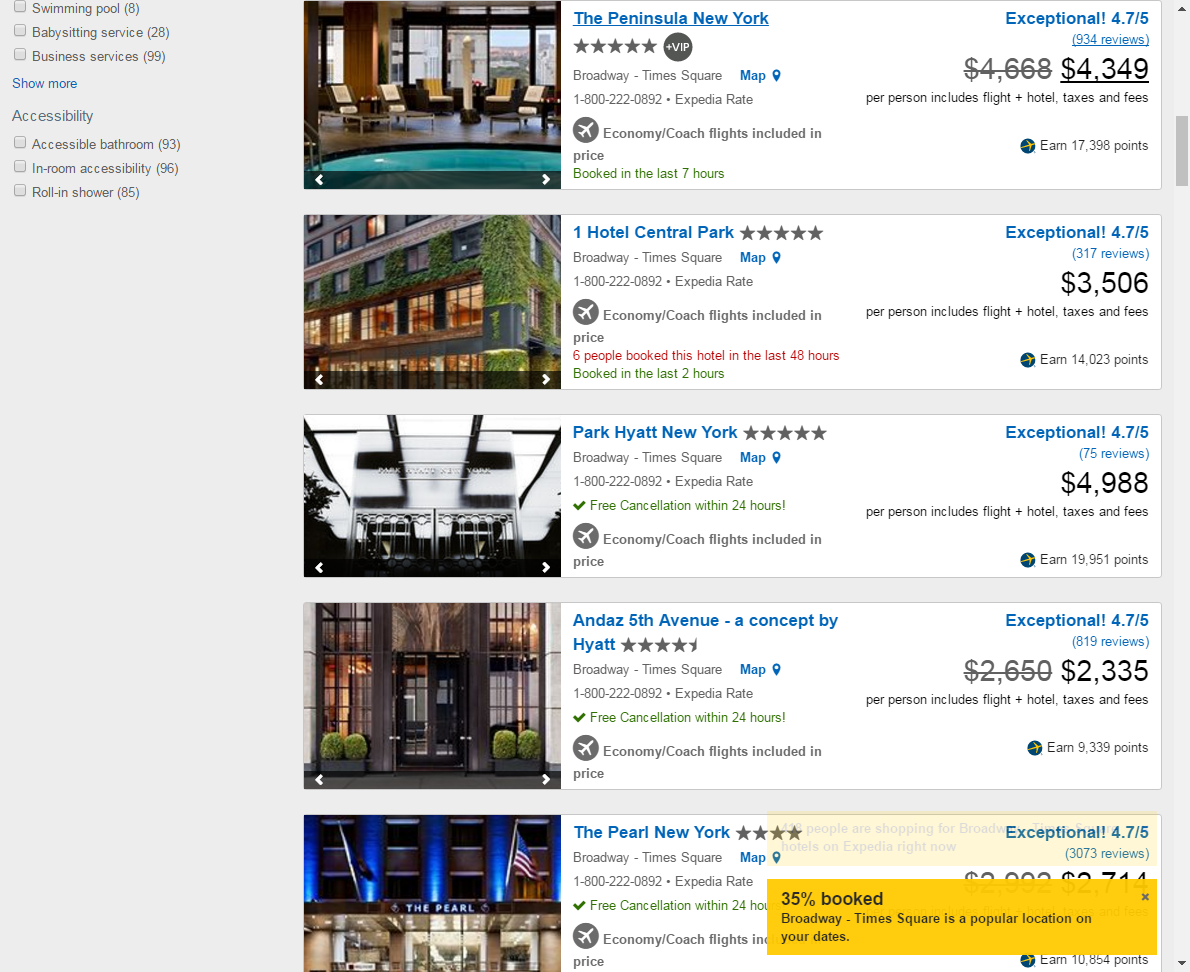 Swimming pool (8)
Babysitting service (28)
Business services (99)
Show more
Accessibility
Accessible bathroom (93)
In-room accessibility (96)
Roll-in shower (85)
The Peninsula New York
+VIP
Broadway - Times Square Map
1-800-222-0892 • Expedia Rate
Economy/Coach flights included in
price
Booked in the last 7 hours
Exceptional! 4.7/5
(934 reviews)
$4,668 $4,349
per person includes flight + hotel, taxes and fees
Earn 17,398 points
1 Hotel Central Park
Broadway - Times Square Map
1-800-222-0892 • Expedia Rate
Economy/Coach flights included in
price
6 people booked this hotel in the last 48 hours
Booked in the last 2 hours
Exceptional! 4.7/5
(317 reviews)
$3,506
per person includes flight + hotel, taxes and fees
Earn 14,023 points
PARK HYATT NEW YORK
Park Hyatt New York
Broadway - Times Square Map
1-800-222-0892 • Expedia Rate
Free Cancellation within 24 hours!
Economy/Coach flights included in
price
Exceptional! 4.7/5
(75 reviews)
$4,988
per person includes flight + hotel, taxes and fees
Earn 19,951 points
Andaz 5th Avenue - a concept by
Hyatt
Broadway - Times Square Map
1-800-222-0892 • Expedia Rate
Free Cancellation within 24 hours!
Economy/Coach flights included in
price
Exceptional! 4.7/5
(819 reviews)
$2,650 $2,335
per person includes flight + hotel, taxes and fees
Earn 9,339 points
THE PEARL
The Pearl New York
Broadway - Times Square Map
1-800-222-0892 • Expedia Rate
Free Cancellation within 24
Economy/Coach flights
price
people are shopping for Broadway - Times Square
hotels on Expedia right now
Exceptional! 4.7/5
(3073 reviews)
$2,992 $2,714
35% booked
Broadway - Times Square is a popular location on
your dates.
Earn 10,854 points